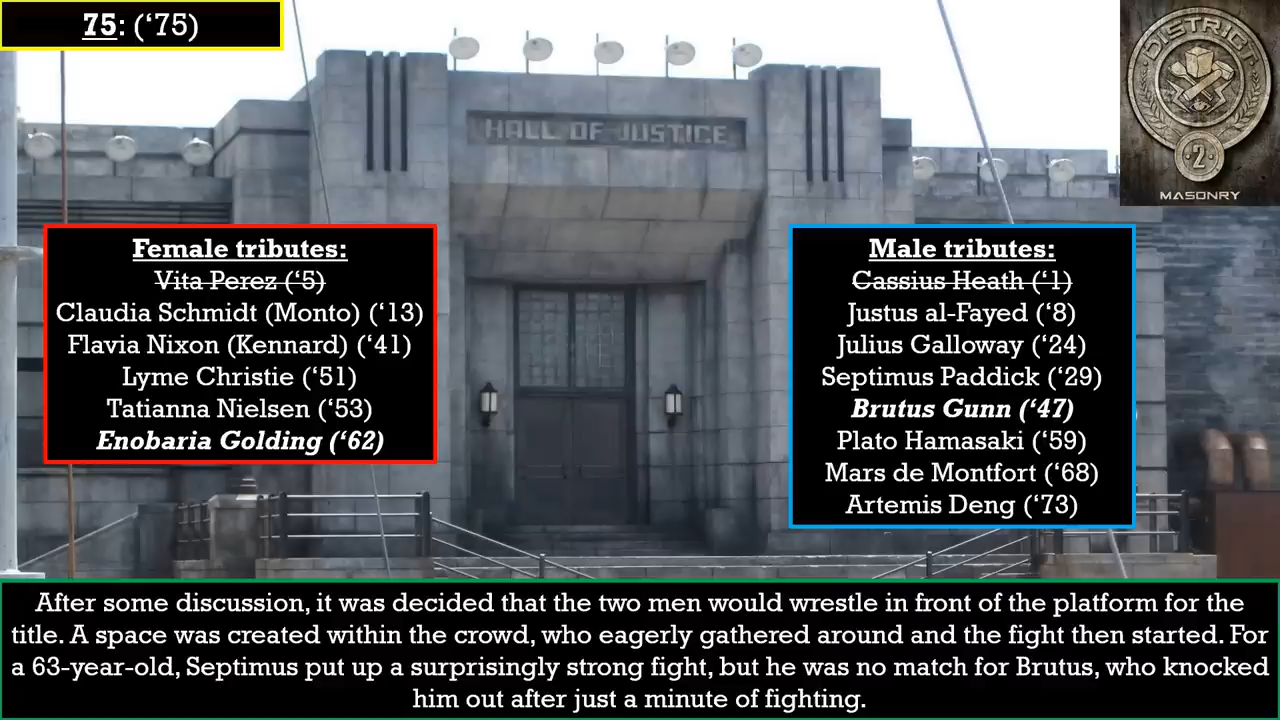 75: (‘75)
HALL OF JUSTICE
DISTRICT
2
MASONRY
Female tributes:
Vita Perez (‘5)
Claudia Schmidt (Monto) (‘13)
Flavia Nixon (Kennard) (‘41)
Lyme Christie (‘51)
Tatianna Nielsen (‘53)
Enobaria Golding (‘62)
Male tributes:
Cassius Heath (‘1)
Justus al-Fayed (‘8)
Julius Galloway (‘24)
Septimus Paddick (‘29)
Brutus Gunn (‘47)
Plato Hamasaki (‘59)
Mars de Montfort (‘68)
Artemis Deng (‘73)
After some discussion, it was decided that the two men would wrestle in front of the platform for the
title. A space was created within the crowd, who eagerly gathered around and the fight then started. For
a 63-year-old, Septimus put up a surprisingly strong fight, but he was no match for Brutus, who knocked
him out after just a minute of fighting.